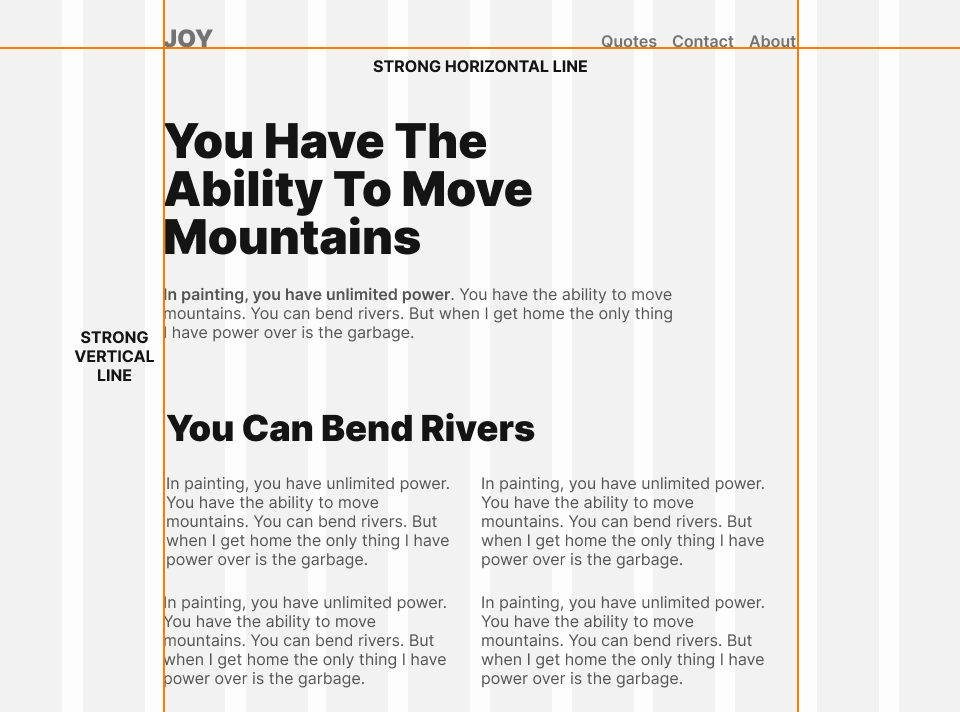 JOY
Quotes Contact About
STRONG HORIZONTAL LINE
You Have The
Ability To Move
Mountains
In painting, you have unlimited power. You have the ability to move
mountains. You can bend rivers. But when I get home the only thing
I have power over is the garbage.
STRONG
VERTICAL
LINE
You Can Bend Rivers
In painting, you have unlimited power.
You have the ability to move
mountains. You can bend rivers. But
when I get home the only thing I have
power over is the garbage.
In painting, you have unlimited power.
You have the ability to move
mountains. You can bend rivers. But
when I get home the only thing I have
power over is the garbage.
In painting, you have unlimited power.
You have the ability to move
mountains. You can bend rivers. But
when I get home the only thing I have
power over is the garbage.
In painting, you have unlimited power.
You have the ability to move
mountains. You can bend rivers. But
when I get home the only thing I have
power over is the garbage.